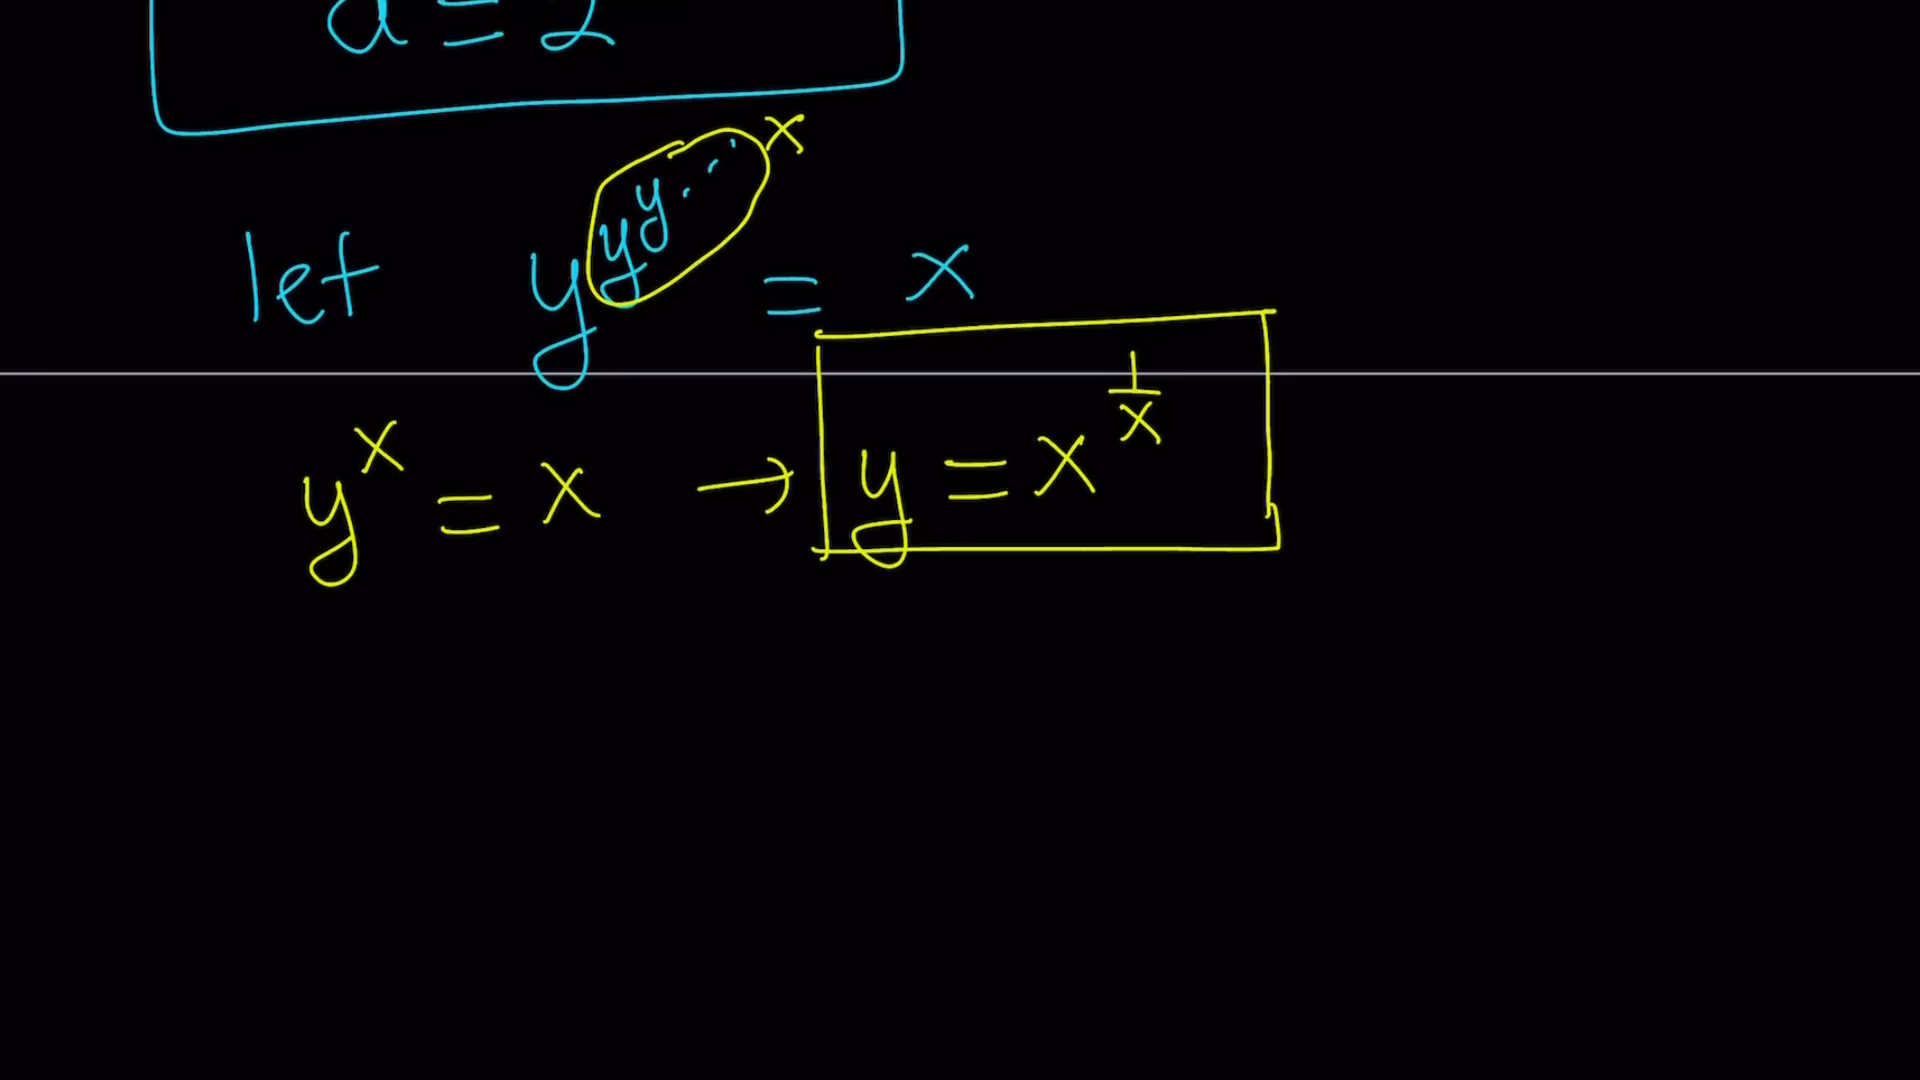 a = 2
let y^y^y^⋰ = x
x
y^x = x → y = x^(1/x)